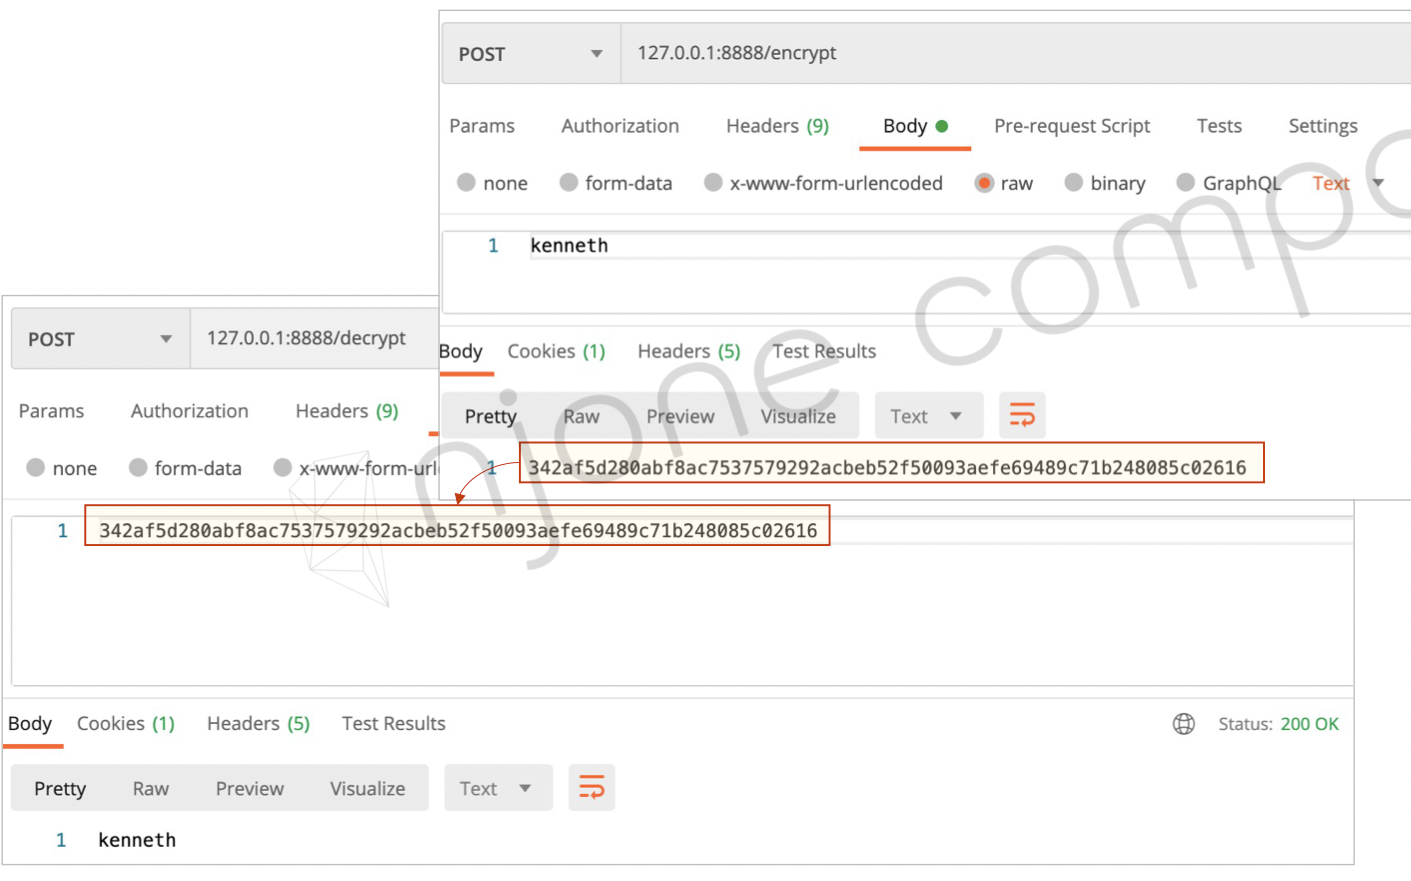 POST 127.0.0.1:8888/encrypt
Params Authorization Headers (9) Body Pre-request Script Tests Settings
none form-data x-www-form-urlencoded raw binary GraphQL Text
1 kenneth
Body Cookies (1) Headers (5) Test Results
Pretty Raw Preview Visualize Text
1 342af5d280abf8ac7537579292acbeb52f50093aefe69489c71b248085c02616
POST 127.0.0.1:8888/decrypt
Params Authorization Headers (9)
none form-data x-www-form-url
1 342af5d280abf8ac7537579292acbeb52f50093aefe69489c71b248085c02616
Body Cookies (1) Headers (5) Test Results Status: 200 OK
Pretty Raw Preview Visualize Text
1 kenneth
njone compa